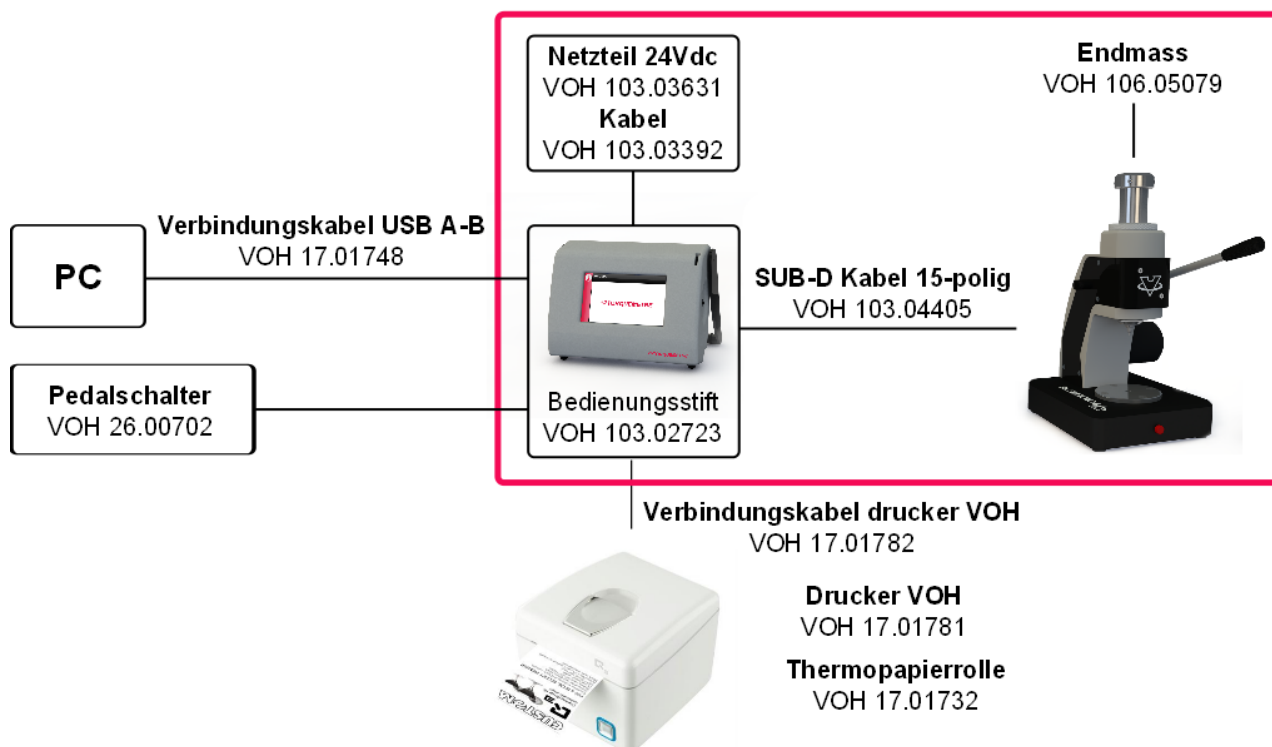 Netzteil 24Vdc
VOH 103.03631
Kabel
VOH 103.03392
Endmass
VOH 106.05079
PC
Verbindungskabel USB A-B
VOH 17.01748
SUB-D Kabel 15-polig
VOH 103.04405
Pedalschalter
VOH 26.00702
Bedienungsstift
VOH 103.02723
Verbindungskabel drucker VOH
VOH 17.01782
Drucker VOH
VOH 17.01781
Thermopapierrolle
VOH 17.01732
CUSTOM